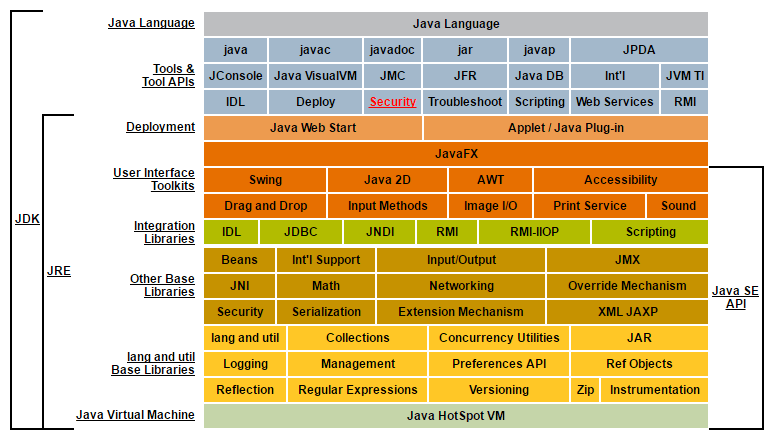 Java Language Java Language
java javac javadoc jar javap JPDA
Tools &
Tool APIs
JConsole Java VisualVM JMC JFR Java DB Int'l JVM TI
IDL Deploy Security Troubleshoot Scripting Web Services RMI
Deployment Java Web Start Applet / Java Plug-in
JavaFX
User Interface
Toolkits
Swing Java 2D AWT Accessibility
Drag and Drop Input Methods Image I/O Print Service Sound
JDK
Integration
Libraries
IDL JDBC JNDI RMI RMI-IIOP Scripting
JRE
Beans Int'l Support Input/Output JMX
Other Base
Libraries
JNI Math Networking Override Mechanism
Java SE
API
Security Serialization Extension Mechanism XML JAXP
lang and util Collections Concurrency Utilities JAR
lang and util
Base Libraries
Logging Management Preferences API Ref Objects
Reflection Regular Expressions Versioning Zip Instrumentation
Java Virtual Machine Java HotSpot VM